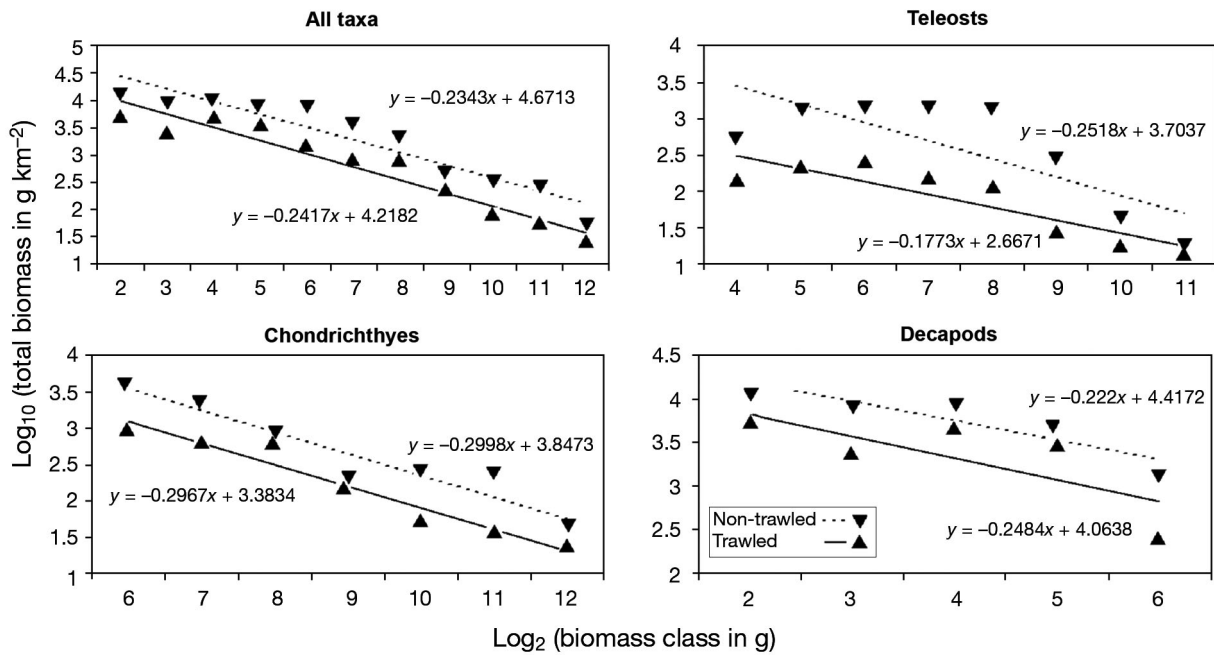 All taxa
5
4.5
4
3.5
3
2.5
2
1.5
1
y = –0.2343x + 4.6713
y = –0.2417x + 4.2182
2 3 4 5 6 7 8 9 10 11 12
Teleosts
4
3.5
3
2.5
2
1.5
1
y = –0.2518x + 3.7037
y = –0.1773x + 2.6671
4 5 6 7 8 9 10 11
Chondrichthyes
4
3.5
3
2.5
2
1.5
1
y = –0.2998x + 3.8473
y = –0.2967x + 3.3834
6 7 8 9 10 11 12
Decapods
4.5
4
3.5
3
2.5
2
y = –0.222x + 4.4172
Non-trawled
Trawled
y = –0.2484x + 4.0638
2 3 4 5 6
Log10 (total biomass in g km–2)
Log2 (biomass class in g)